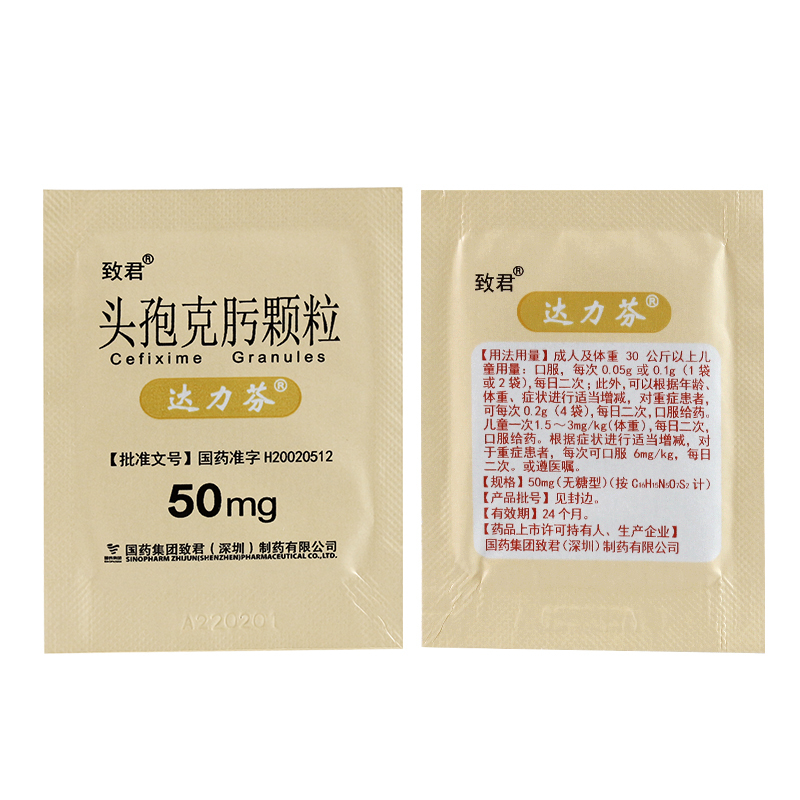 致君®
头孢克肟颗粒
Cefixime Granules
达力芬®
【批准文号】国药准字H20020512
50mg
国药集团致君(深圳)制药有限公司
SINOPHARM ZHIJUN(SHENZHEN)PHARMACEUTICAL CO.,LTD.
A220201
致君®
达力芬®
【用法用量】成人及体重 30 公斤以上儿
童用量:口服,每次 0.05g 或 0.1g(1 袋
或 2 袋),每日二次;此外,可以根据年龄、
体重、症状进行适当增减,对重症患者,
可每次 0.2g(4 袋),每日二次,口服给药。
儿童一次1.5～3mg/kg(体重),每日二次,
口服给药。根据症状进行适当增减,对
于重症患者,每次可口服 6mg/kg,每日
二次。或遵医嘱。
【规格】50mg(无糖型)(按 C₁₆H₁₅N₅O₇S₂ 计)
【产品批号】见封边。
【有效期】24 个月。
【药品上市许可持有人、生产企业】
国药集团致君(深圳)制药有限公司